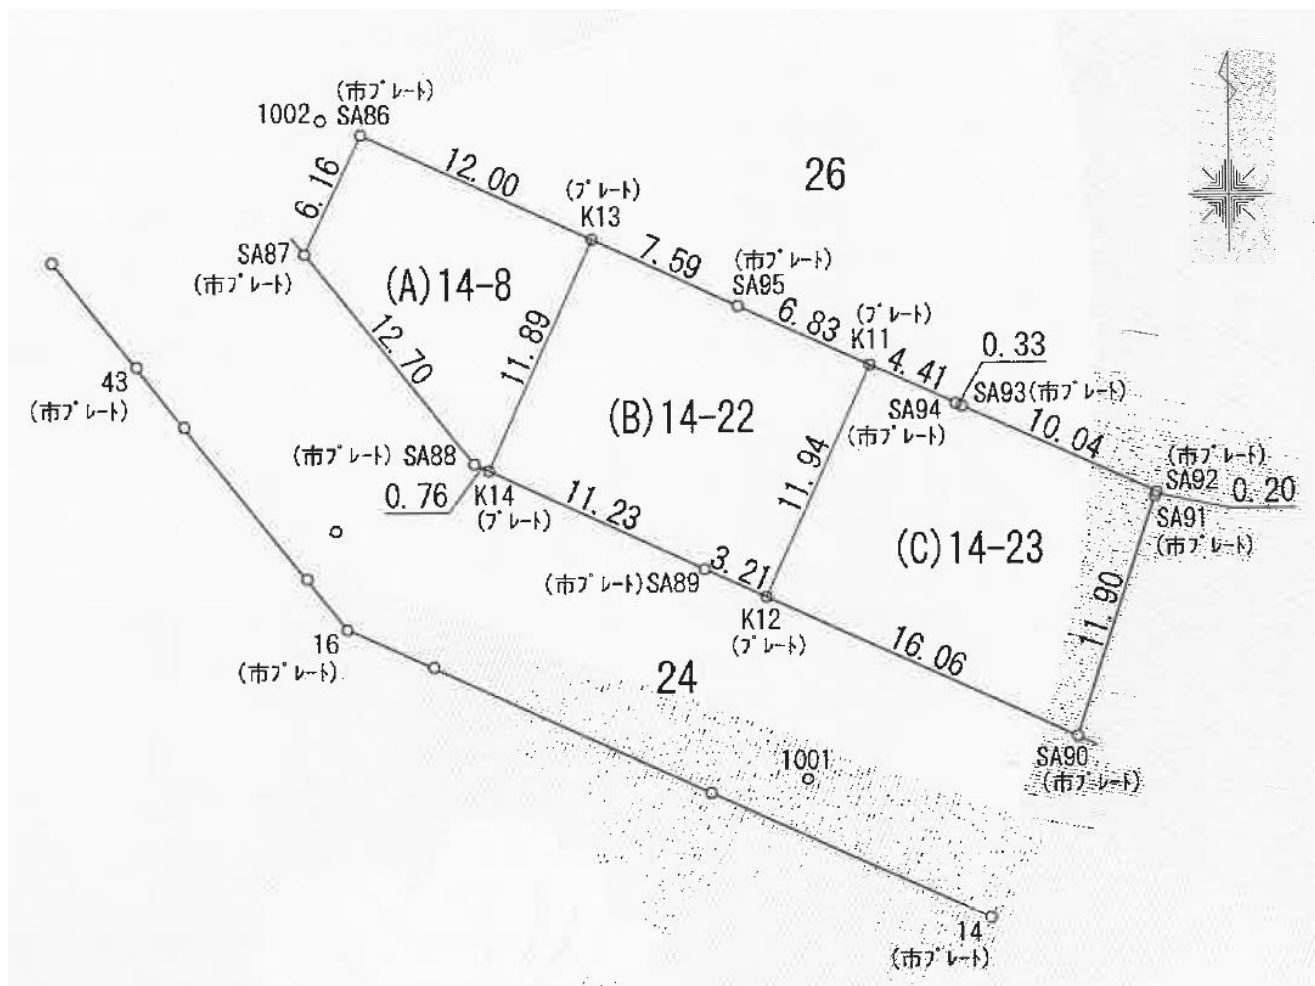 (市プレート)
1002 SA86
12.00
6.16
26
(プレート)
K13
7.59
SA87
(市プレート)
(A)14-8
(市プレート)
SA95
6.83
(プレート)
K11
11.89
12.70
4.41
0.33
SA93(市プレート)
SA94
(市プレート)
10.04
43
(市プレート)
(B)14-22
(市プレート) SA88
0.76
K14
(プレート)
11.23
11.94
(市プレート)
SA92
0.20
SA91
(市プレート)
(C)14-23
(市プレート)SA89
3.21
K12
(プレート)
11.90
16
(市プレート)
24
16.06
1001
SA90
(市プレート)
14
(市プレート)